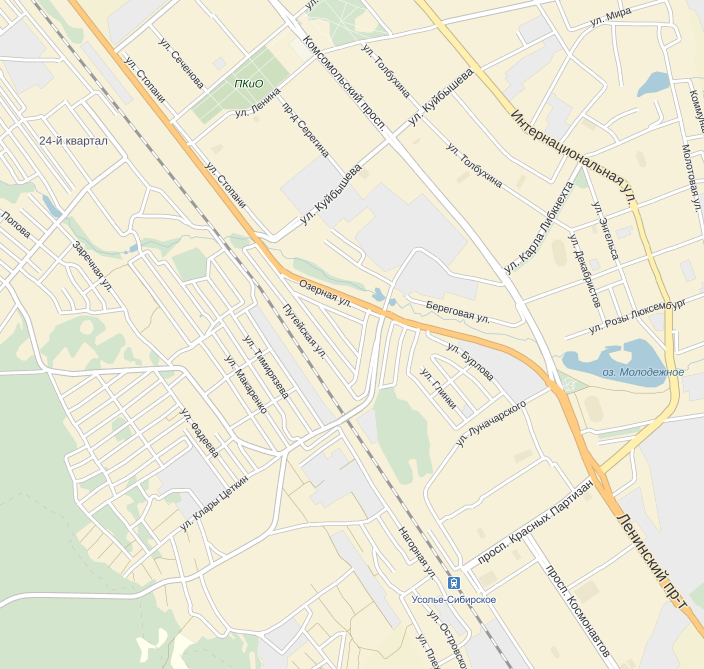 ул. Мира
ул. Сеченова
Комсомольский просп.
ул. Толбухина
ул. Стопани
ПКиО
ул. Ленина
пр-д Серегина
ул. Куйбышева
Интернациональная ул.
24-й квартал
ул. Толбухина
Молотовая ул.
ул. Стопани
ул. Куйбышева
ул. Карла Либкнехта
ул. Энгельса
Попова
Заречная ул.
ул. Декабристов
Озерная ул.
Береговая ул.
ул. Розы люксембург
Путейская ул.
ул. Тимирязева
ул. Макаренко
ул. Бурлова
оз. Молодежное
ул. Глинки
ул. Фадеева
ул. Луначарского
ул. Клары Цеткин
просп. Красных Партизан
Ленинский пр-т
Нагорная ул.
просп. Космонавтов
Усолье-Сибирское
ул. Островско
ул. Плех